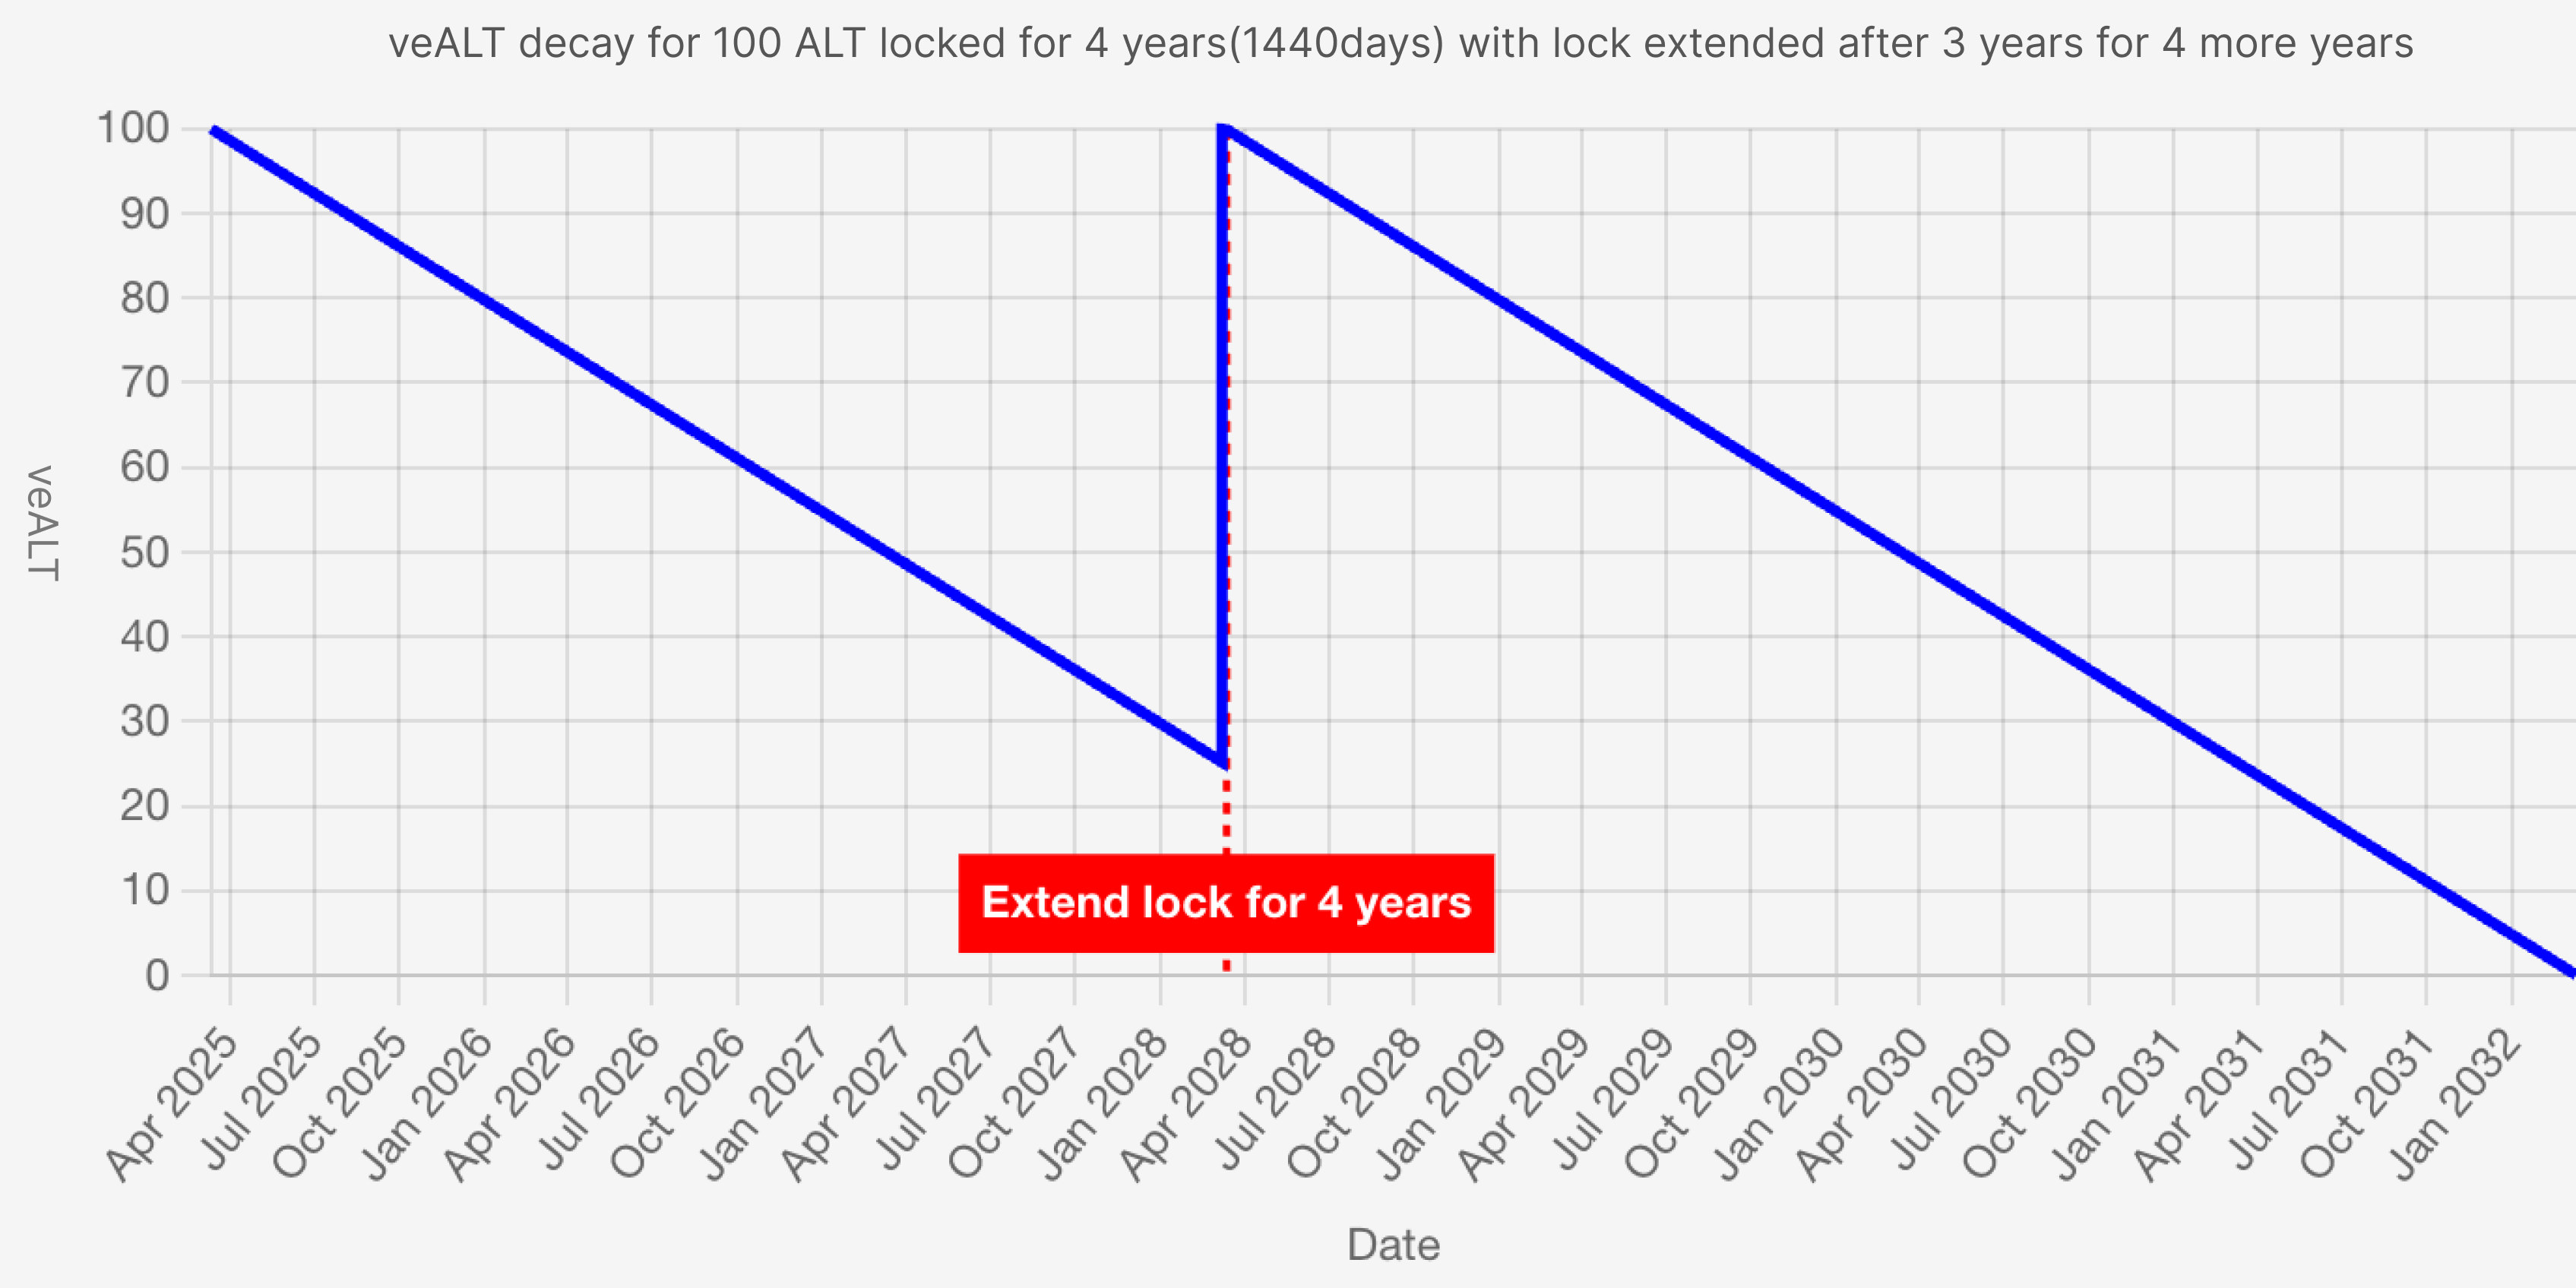 veALT decay for 100 ALT locked for 4 years(1440days) with lock extended after 3 years for 4 more years
100
90
80
70
60
50
40
30
20
10
0
veALT
Extend lock for 4 years
Apr 2025
Jul 2025
Oct 2025
Jan 2026
Apr 2026
Jul 2026
Oct 2026
Jan 2027
Apr 2027
Jul 2027
Oct 2027
Jan 2028
Apr 2028
Jul 2028
Oct 2028
Jan 2029
Apr 2029
Jul 2029
Oct 2029
Jan 2030
Apr 2030
Jul 2030
Oct 2030
Jan 2031
Apr 2031
Jul 2031
Oct 2031
Jan 2032
Date